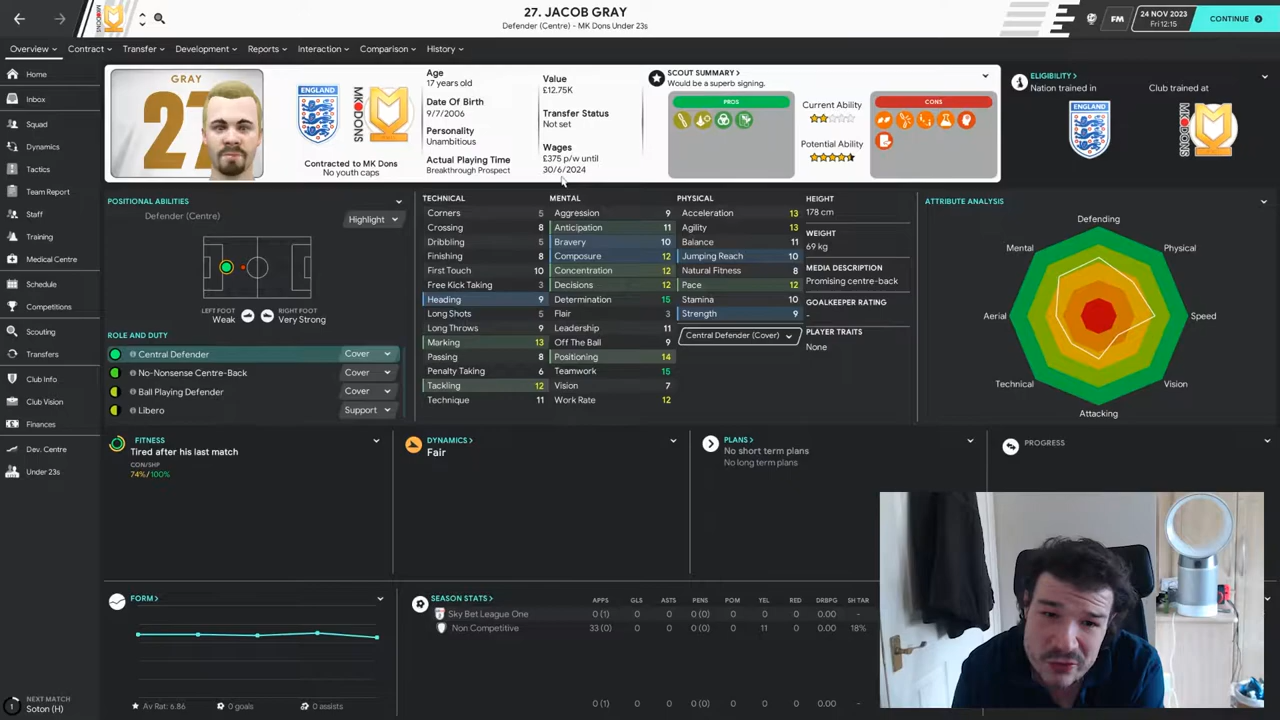 27. JACOB GRAY
Defender (Centre) - MK Dons Under 23s
FM
24 NOV 2023
Fri 12:15
CONTINUE
Overview
Contract
Transfer
Development
Reports
Interaction
Comparison
History
Home
Inbox
Squad
Dynamics
Tactics
Team Report
Staff
Training
Medical Centre
Schedule
Competitions
Scouting
Transfers
Club Info
Club Vision
Finances
Dev. Centre
Under 23s
NEXT MATCH
Soton (H)
GRAY
27
ENGLAND
MK DONS
Contracted to MK Dons
No youth caps
Age
17 years old
Date Of Birth
9/7/2006
Personality
Unambitious
Actual Playing Time
Breakthrough Prospect
Value
£12.75K
Transfer Status
Not set
Wages
£375 p/w until
30/6/2024
SCOUT SUMMARY>
Would be a superb signing.
PROS
Current Ability
Potential Ability
CONS
ELIGIBILITY>
Nation trained in
Club trained at
ENGLAND
MK DONS
POSITIONAL ABILITIES
Defender (Centre)
Highlight
LEFT FOOT
Weak
RIGHT FOOT
Very Strong
ROLE AND DUTY
Central Defender Cover
No-Nonsense Centre-Back Cover
Ball Playing Defender Cover
Libero Support
TECHNICAL
Corners 5
Crossing 8
Dribbling 5
Finishing 8
First Touch 10
Free Kick Taking 3
Heading 9
Long Shots 5
Long Throws 9
Marking 13
Passing 8
Penalty Taking 6
Tackling 12
Technique 11
MENTAL
Aggression 9
Anticipation 11
Bravery 10
Composure 12
Concentration 12
Decisions 12
Determination 15
Flair 3
Leadership 11
Off The Ball 9
Positioning 14
Teamwork 15
Vision 7
Work Rate 12
PHYSICAL
Acceleration 13
Agility 13
Balance 11
Jumping Reach 10
Natural Fitness 8
Pace 12
Stamina 10
Strength 9
Central Defender (Cover)
HEIGHT
178 cm
WEIGHT
69 kg
MEDIA DESCRIPTION
Promising centre-back
GOALKEEPER RATING
-
PLAYER TRAITS
None
ATTRIBUTE ANALYSIS
Defending
Mental
Physical
Aerial
Speed
Technical
Vision
Attacking
FITNESS
Tired after his last match
CON/SHP
74%/100%
DYNAMICS>
Fair
PLANS>
No short term plans
No long term plans
PROGRESS
FORM>
Av Rat: 6.86
0 goals
0 assists
SEASON STATS>
APPS GLS ASTS PENS POM YEL RED DRBPG SH TAR
Sky Bet League One 0 (1) 0 0 0 (0) 0 0 0 0.00 -
Non Competitive 33 (0) 0 0 0 (0) 0 11 0 0.00 18%
0 (1) 0 0 0 (0) 0 0 0 0.00